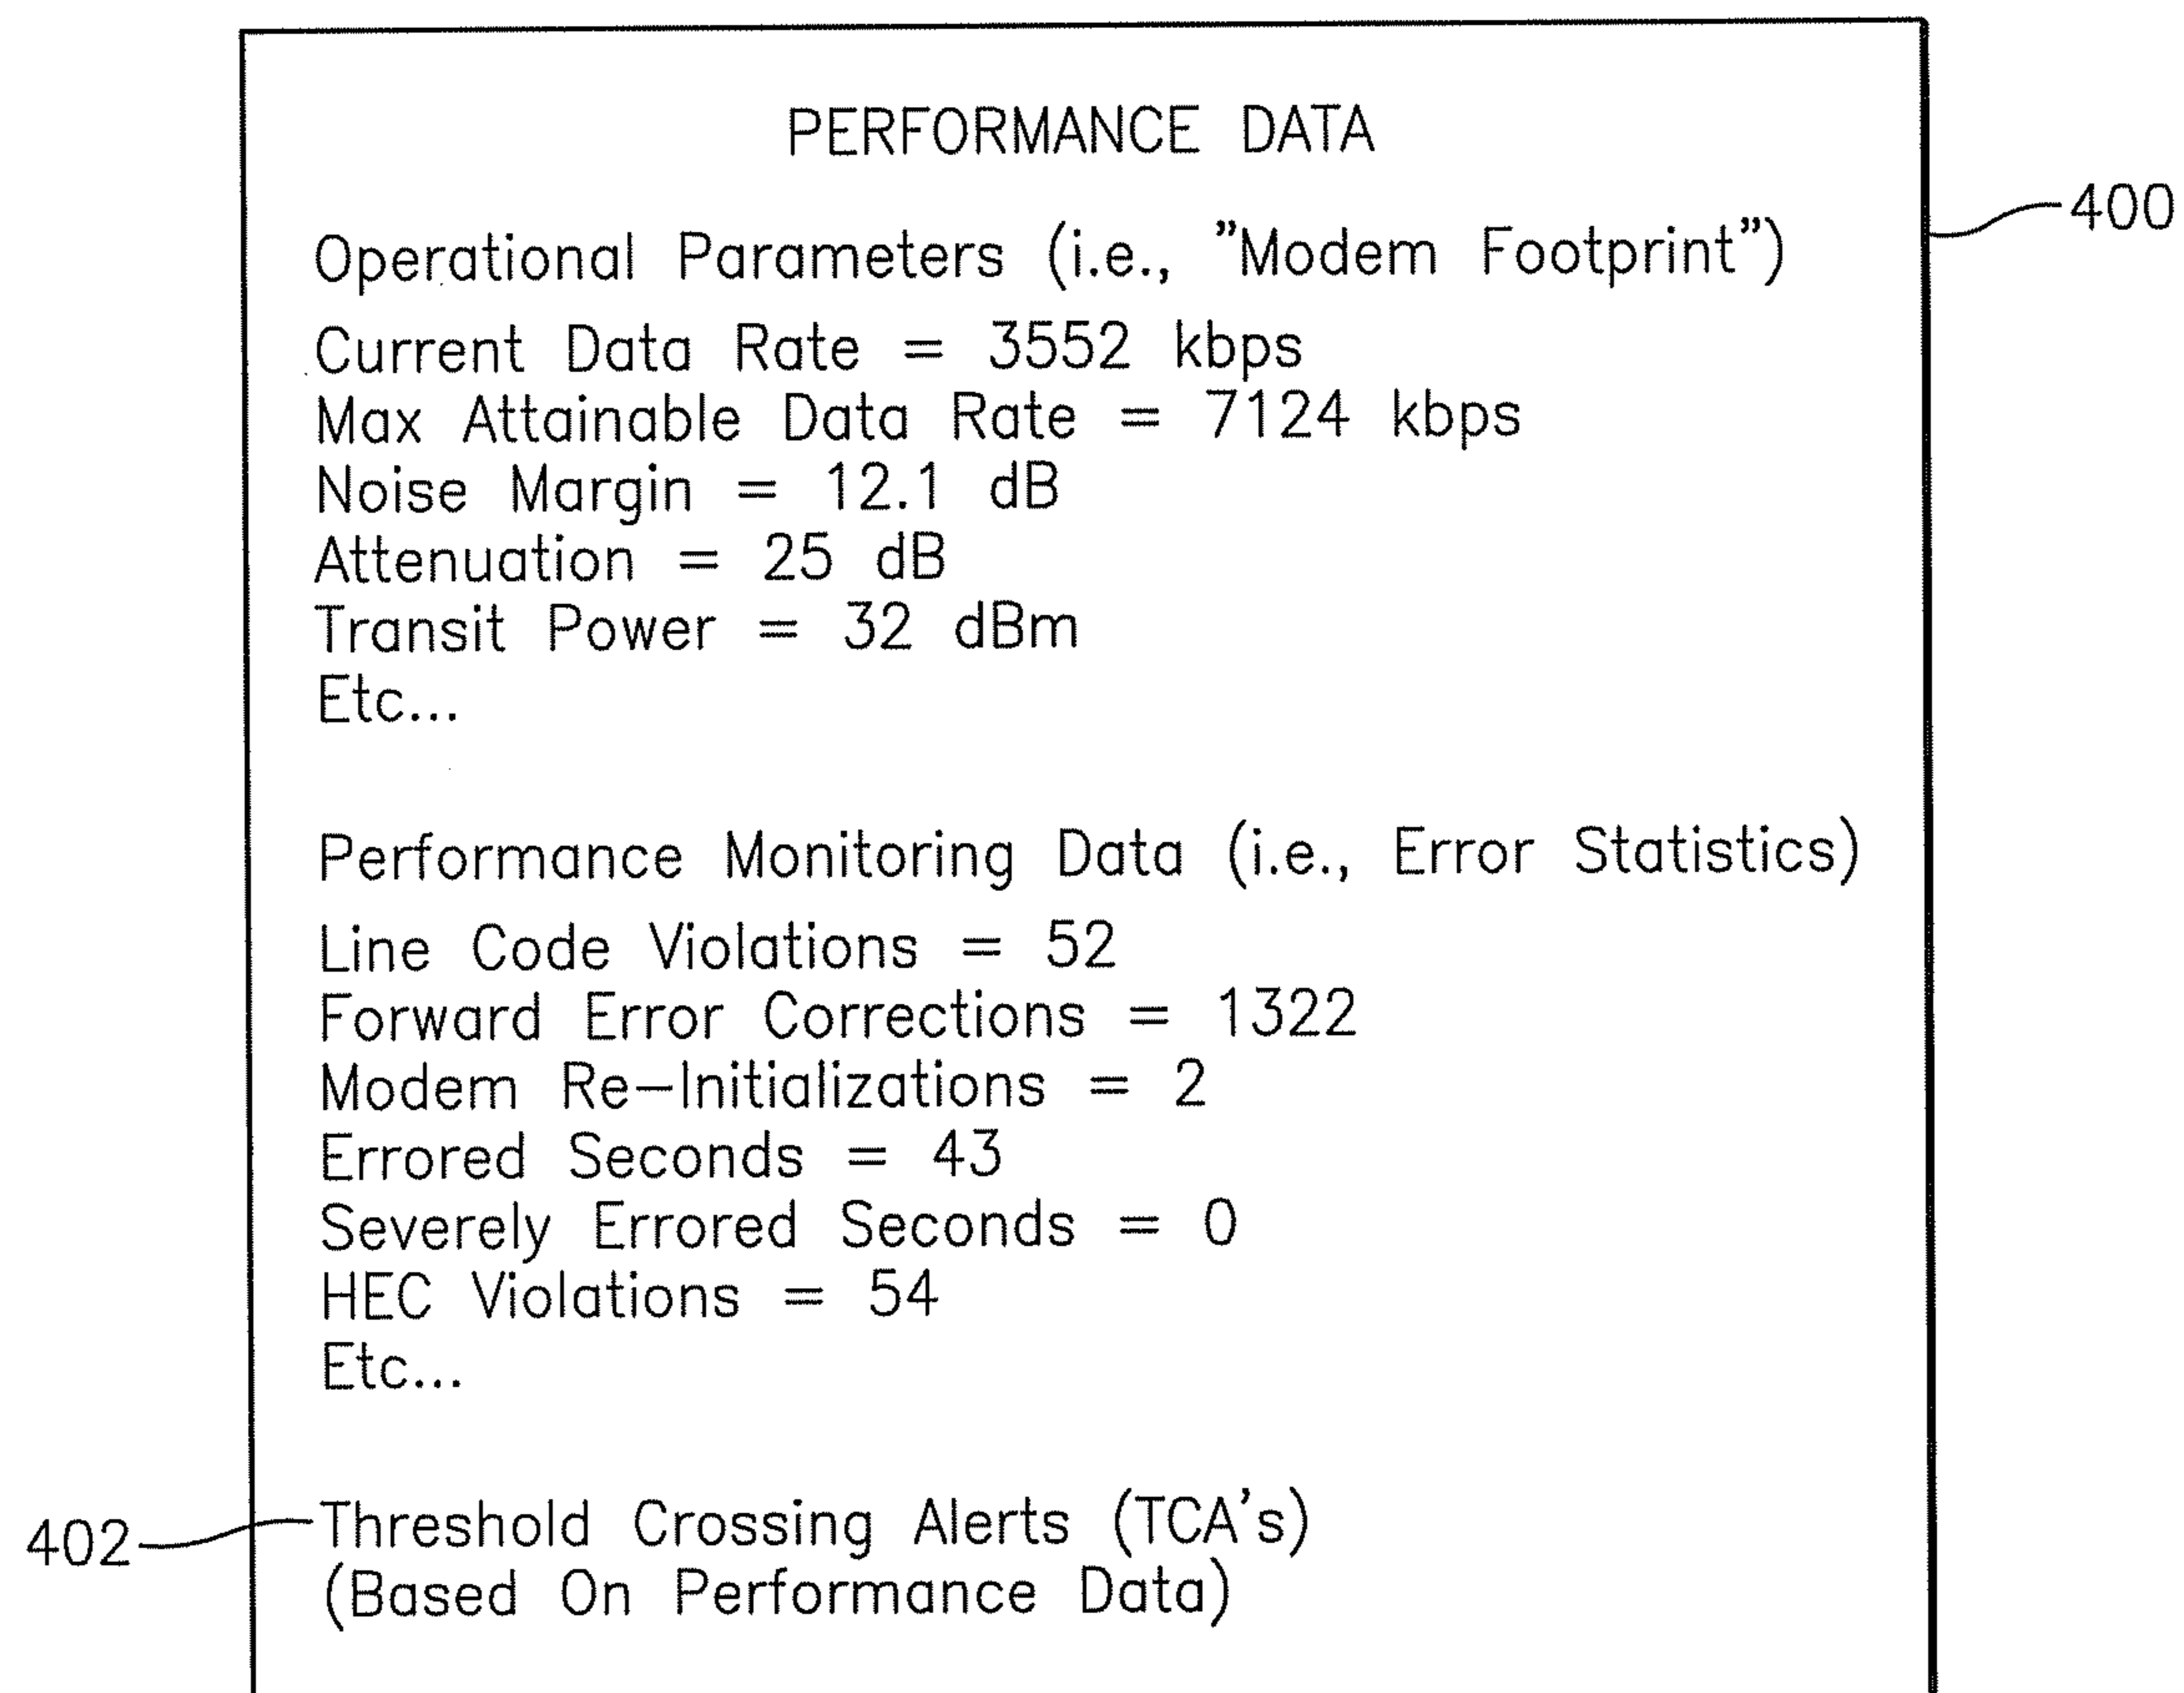 PERFORMANCE DATA
400
Operational Parameters (i.e., "Modem Footprint")
Current Data Rate = 3552 kbps
Max Attainable Data Rate = 7124 kbps
Noise Margin = 12.1 dB
Attenuation = 25 dB
Transit Power = 32 dBm
Etc...
Performance Monitoring Data (i.e., Error Statistics)
Line Code Violations = 52
Forward Error Corrections = 1322
Modem Re-Initializations = 2
Errored Seconds = 43
Severely Errored Seconds = 0
HEC Violations = 54
Etc...
402
Threshold Crossing Alerts (TCA's)
(Based On Performance Data)